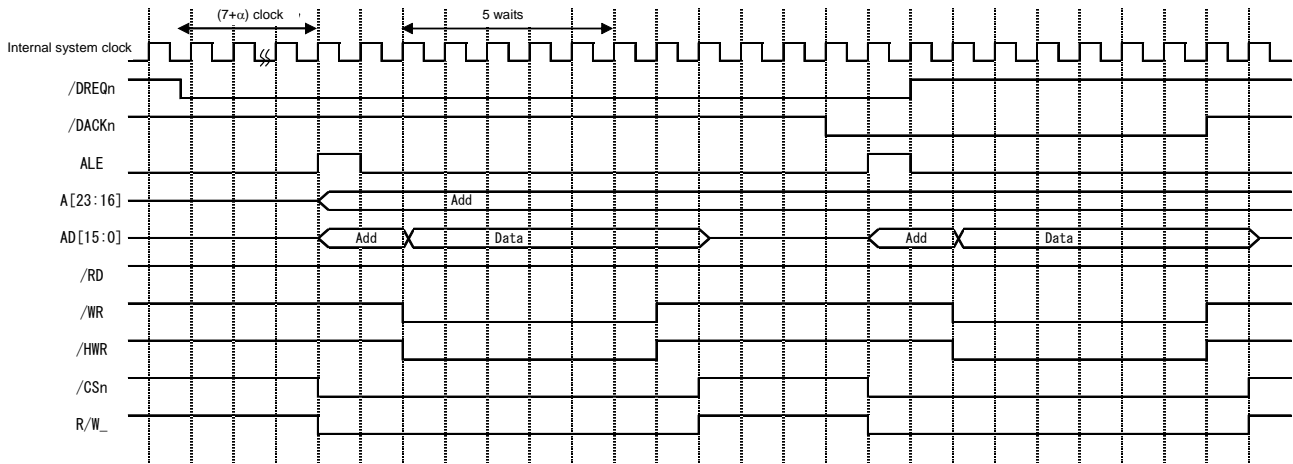 (7+α) clock
5 waits
Internal system clock
/DREQn
/DACKn
ALE
A[23:16]
Add
AD[15:0]
Add
Data
Add
Data
/RD
/WR
/HWR
/CSn
R/W_